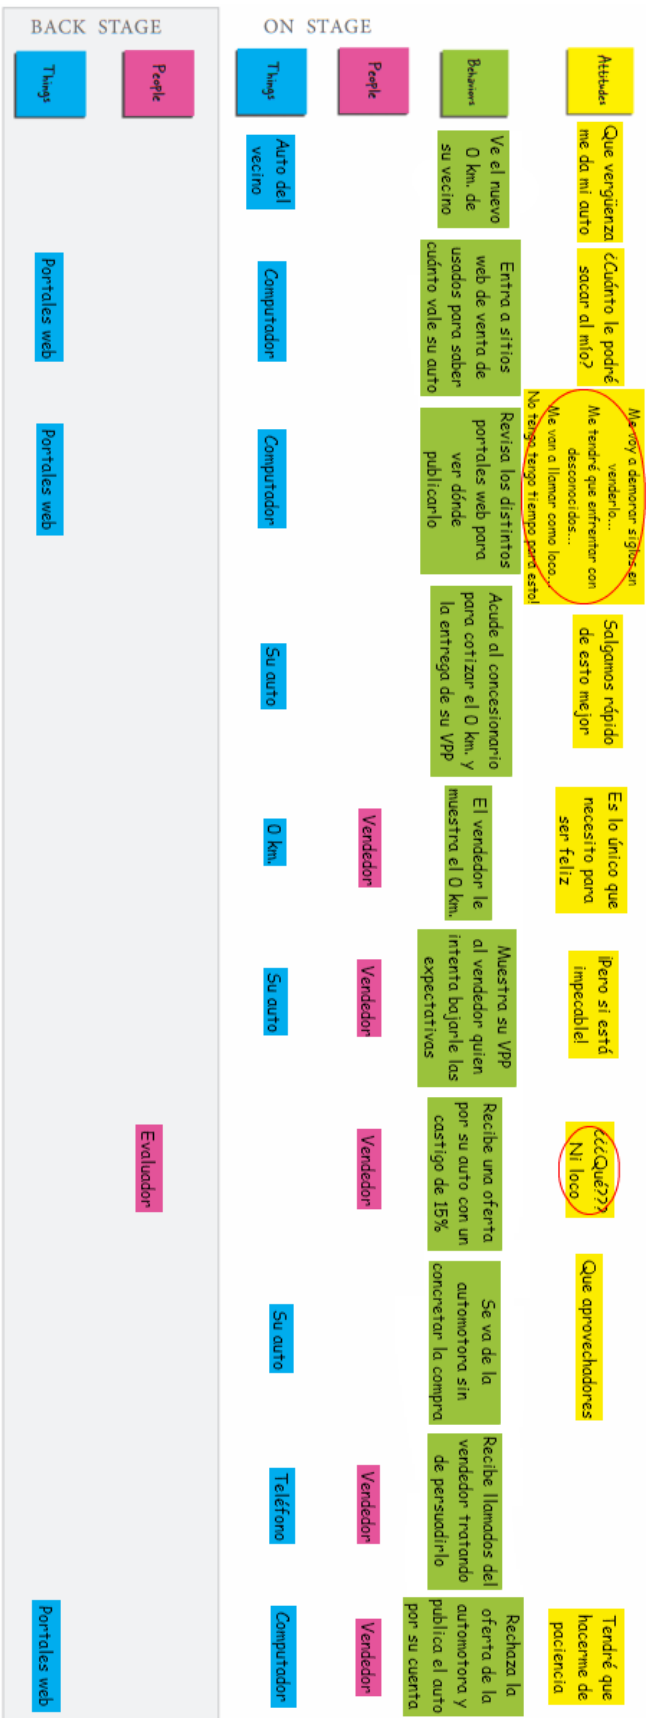 BACK STAGE
ON STAGE
Attitudes
Que vergüenza
me da mi auto
¿Cuánto le podré
sacar al mío?
Me voy a demorar siglos en
venderlo...
Me tendré que enfrentar con
desconocidos...
Me van a llamar como loco...
No tengo tengo tiempo para esto!
Salgamos rápido
de esto mejor
Es lo único que
necesito para
ser feliz
¡Pero si está
impecable!
¿¿¿Qué???
Ni loco
Que aprovechadores
Tendré que
hacerme de
paciencia
Behaviors
Ve el nuevo
0 km. de
su vecino
Entra a sitios
web de venta de
usados para saber
cuánto vale su auto
Revisa los distintos
portales web para
ver dónde
publicarlo
Acude al concesionario
para cotizar el 0 km. y
la entrega de su VPP
El vendedor le
muestra el 0 km.
Muestra su VPP
al vendedor quien
intenta bajarle las
expectativas
Recibe una oferta
por su auto con un
castigo de 15%
Se va de la
automotora sin
concretar la compra
Recibe llamados del
vendedor tratando
de persuadirlo
Rechaza la
oferta de la
automotora y
publica el auto
por su cuenta
People
Vendedor
Vendedor
Vendedor
Vendedor
Vendedor
Things
Auto del
vecino
Computador
Computador
Su auto
0 km.
Su auto
Su auto
Teléfono
Computador
People
Evaluador
Things
Portales web
Portales web
Portales web